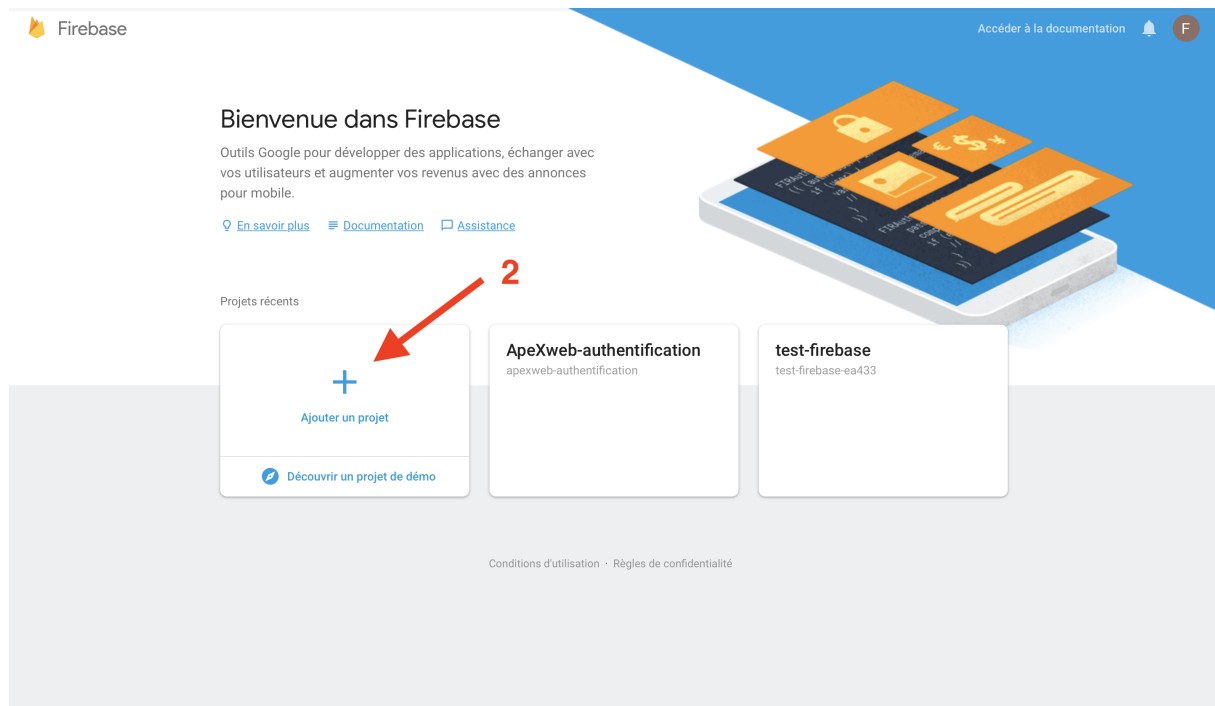 Firebase
Accéder à la documentation
F
Bienvenue dans Firebase
Outils Google pour développer des applications, échanger avec
vos utilisateurs et augmenter vos revenus avec des annonces
pour mobile.
En savoir plus
Documentation
Assistance
2
Projets récents
Ajouter un projet
Découvrir un projet de démo
ApeXweb-authentification
apexweb-authentification
test-firebase
test-firebase-ea433
Conditions d'utilisation · Règles de confidentialité